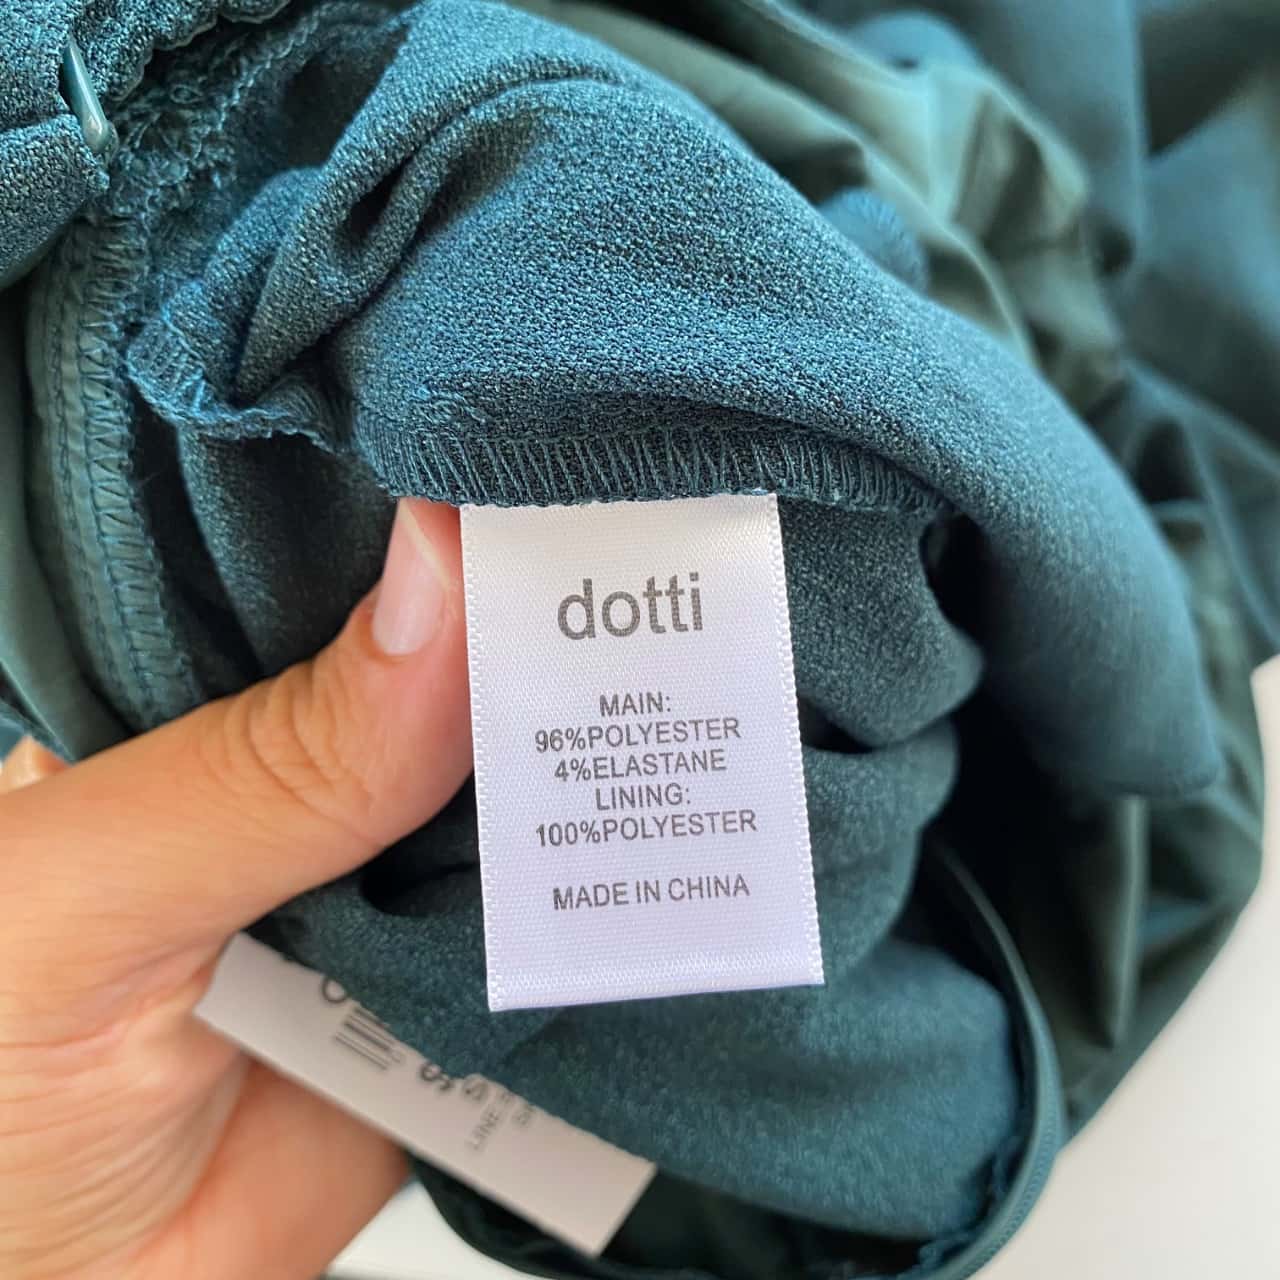 dotti
MAIN:
96%POLYESTER
4%ELASTANE
LINING:
100%POLYESTER
MADE IN CHINA